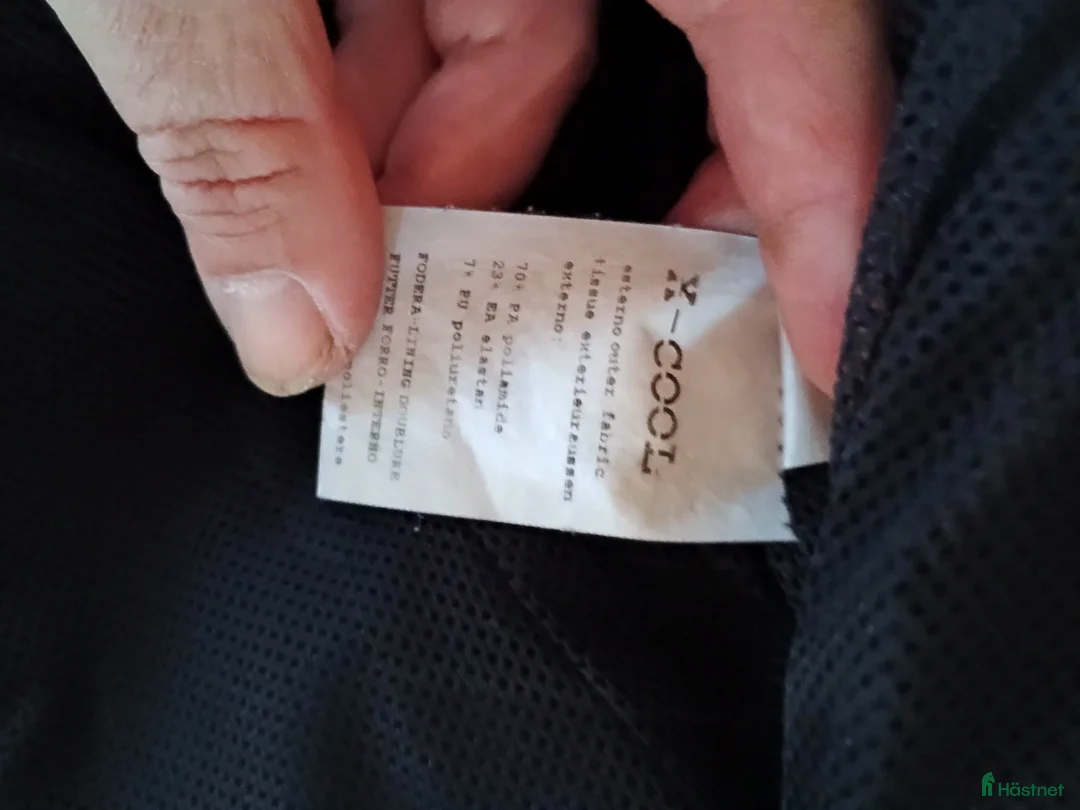 X-COOL
esterno outer fabric
tissue exterieuraussen
externo:
70% PA poliamide
23% EA elastan
7% PU poliuretano
FODERA-LINING DOUBLURE
FUTTER FORRO-INTERNO
poliestere
Hästnet